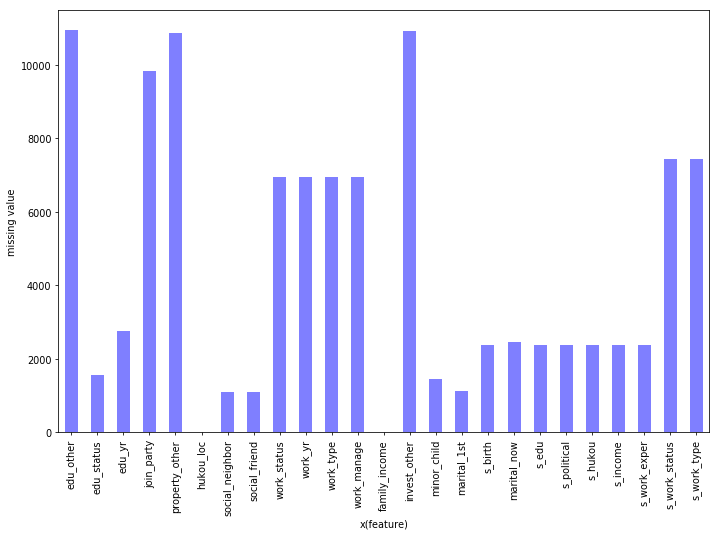 missing value
10000
8000
6000
4000
2000
0
edu_other
edu_status
edu_yr
join_party
property_other
hukou_loc
social_neighbor
social_friend
work_status
work_yr
work_type
work_manage
family_income
invest_other
minor_child
marital_1st
s_birth
marital_now
s_edu
s_political
s_hukou
s_income
s_work_exper
s_work_status
s_work_type
x(feature)